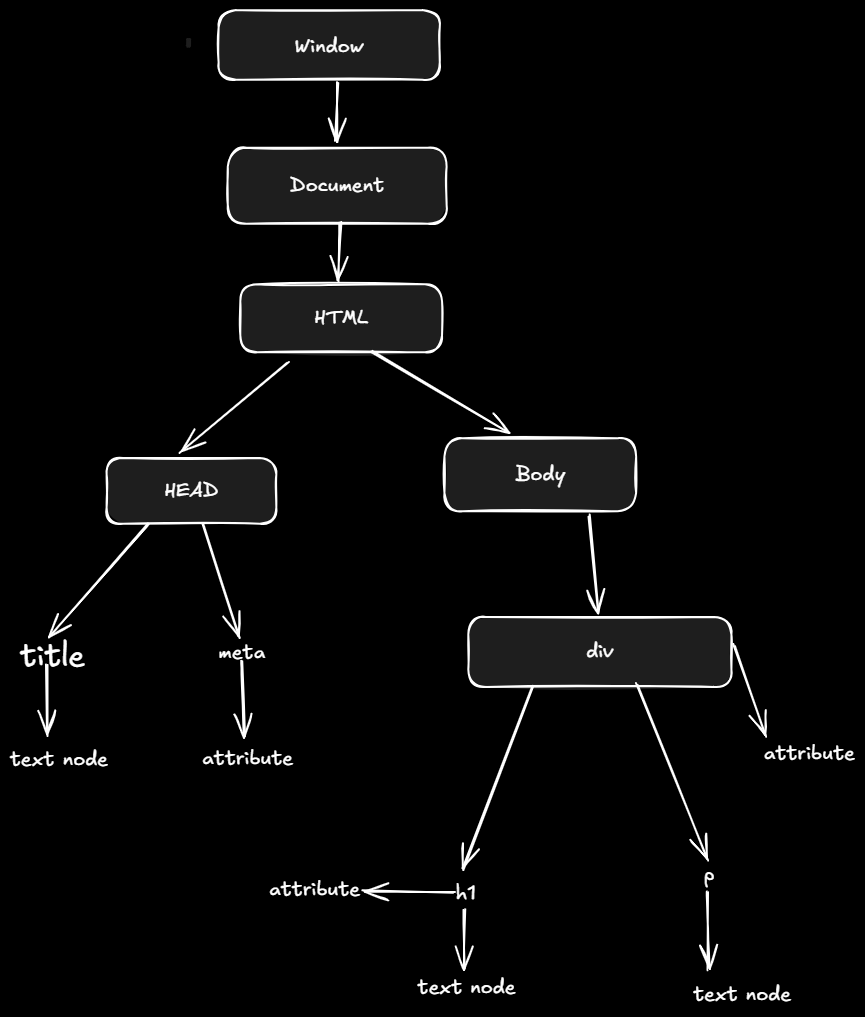 Window
Document
HTML
HEAD
Body
title
meta
div
text node
attribute
attribute
attribute
h1
p
text node
text node